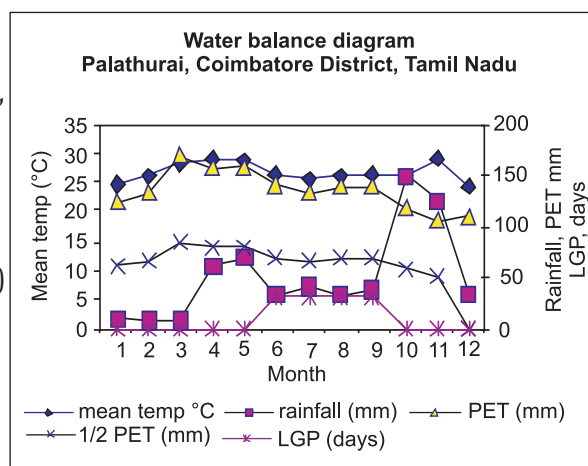 ,
)
Water balance diagram
Palathurai, Coimbatore District, Tamil Nadu
Mean temp (°C)
35
30
25
20
15
10
5
0
200
150
100
50
0
Rainfall, PET mm
LGP, days
1 2 3 4 5 6 7 8 9 10 11 12
Month
mean temp °C rainfall (mm) PET (mm)
1/2 PET (mm) LGP (days)